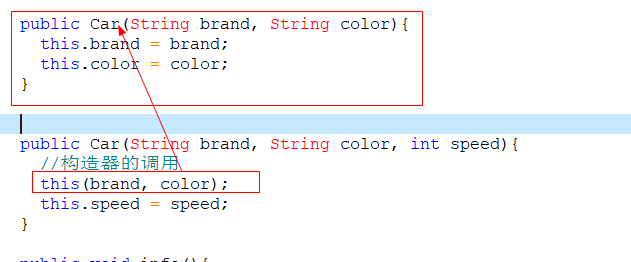 public Car(String brand, String color){
this.brand = brand;
this.color = color;
}
public Car(String brand, String color, int speed){
//构造器的调用
this(brand, color);
this.speed = speed;
}
public void info(){